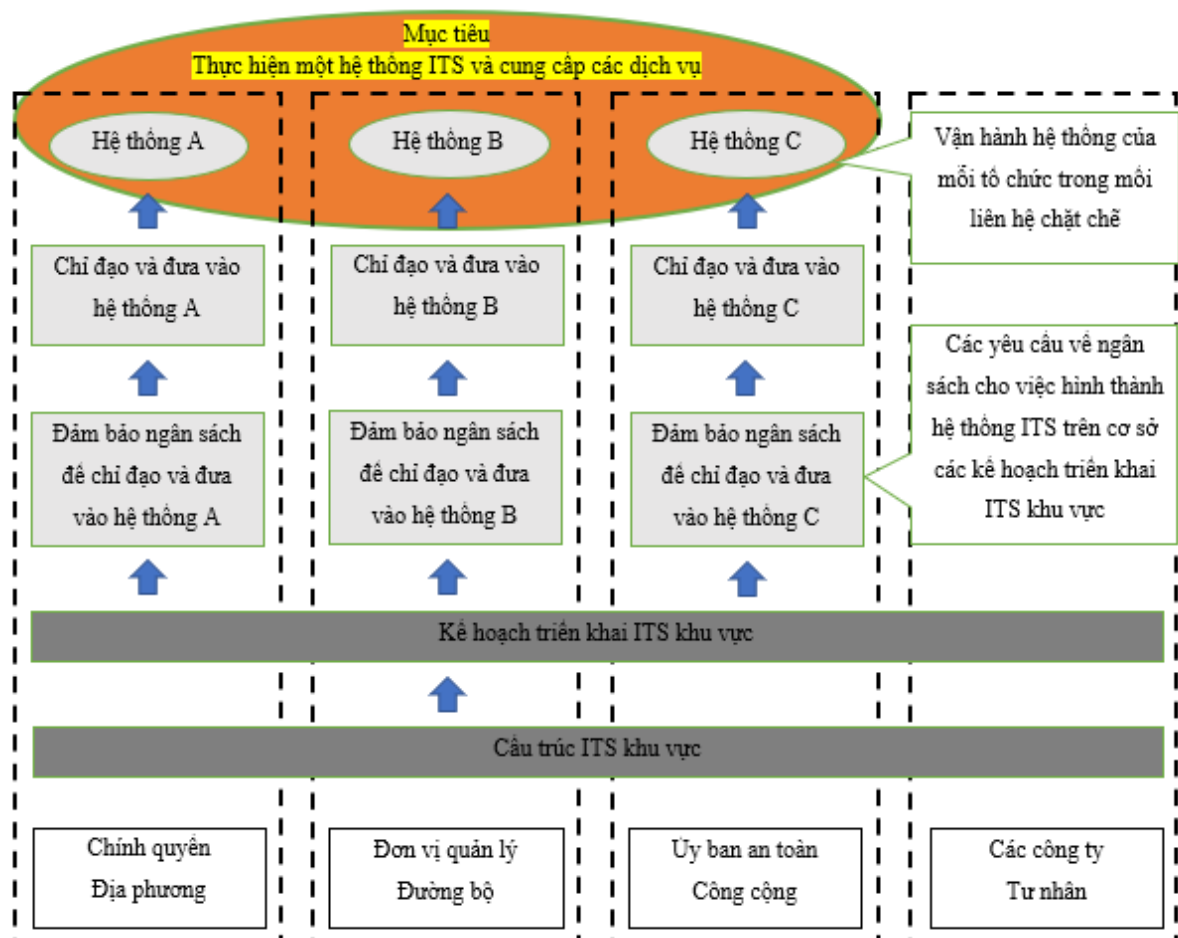 Mục tiêu
Thực hiện một hệ thống ITS và cung cấp các dịch vụ
Hệ thống A
Hệ thống B
Hệ thống C
Vận hành hệ thống của
mỗi tổ chức trong mối
liên hệ chặt chẽ
Chỉ đạo và đưa vào
hệ thống A
Chỉ đạo và đưa vào
hệ thống B
Chỉ đạo và đưa vào
hệ thống C
Các yêu cầu về ngân
sách cho việc hình thành
hệ thống ITS trên cơ sở
các kế hoạch triển khai
ITS khu vực
Đảm bảo ngân sách
để chỉ đạo và đưa
vào hệ thống A
Đảm bảo ngân sách
để chỉ đạo và đưa
vào hệ thống B
Đảm bảo ngân sách
để chỉ đạo và đưa
vào hệ thống C
Kế hoạch triển khai ITS khu vực
Cấu trúc ITS khu vực
Chính quyền
Địa phương
Đơn vị quản lý
Đường bộ
Ủy ban an toàn
Công cộng
Các công ty
Tư nhân